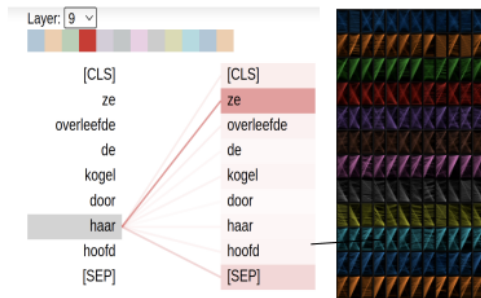 Layer: 9
[CLS] [CLS]
ze ze
overleefde overleefde
de de
kogel kogel
door door
haar haar
hoofd hoofd
[SEP] [SEP]